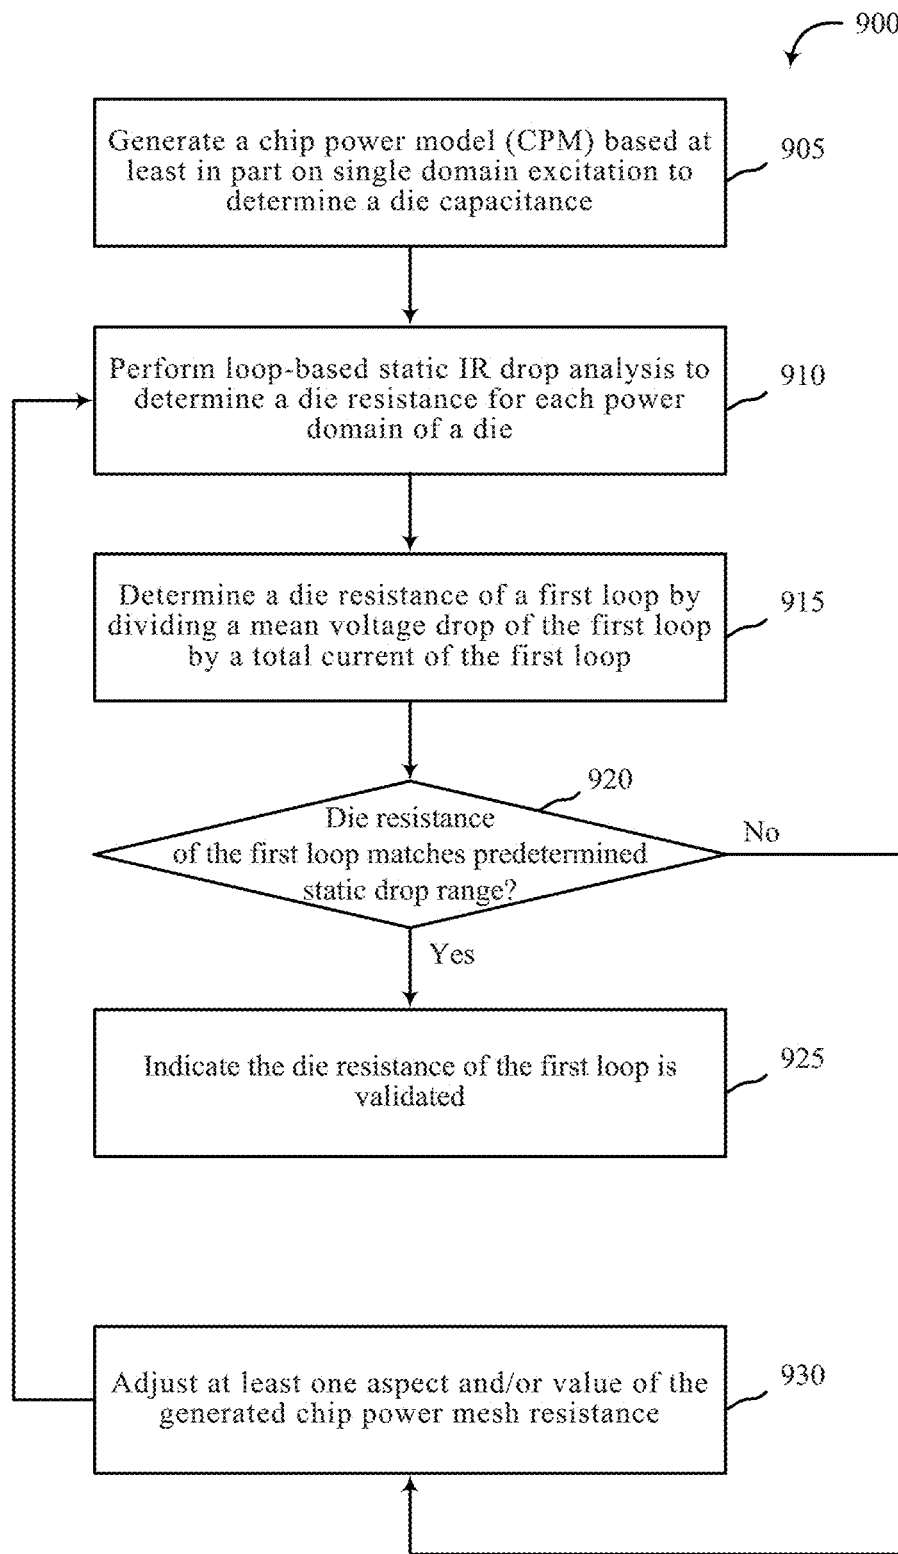 900
Generate a chip power model (CPM) based at
least in part on single domain excitation to
determine a die capacitance
905
Perform loop-based static IR drop analysis to
determine a die resistance for each power
domain of a die
910
Determine a die resistance of a first loop by
dividing a mean voltage drop of the first loop
by a total current of the first loop
915
920
Die resistance
of the first loop matches predetermined
static drop range?
No
Yes
Indicate the die resistance of the first loop is
validated
925
Adjust at least one aspect and/or value of the
generated chip power mesh resistance
930